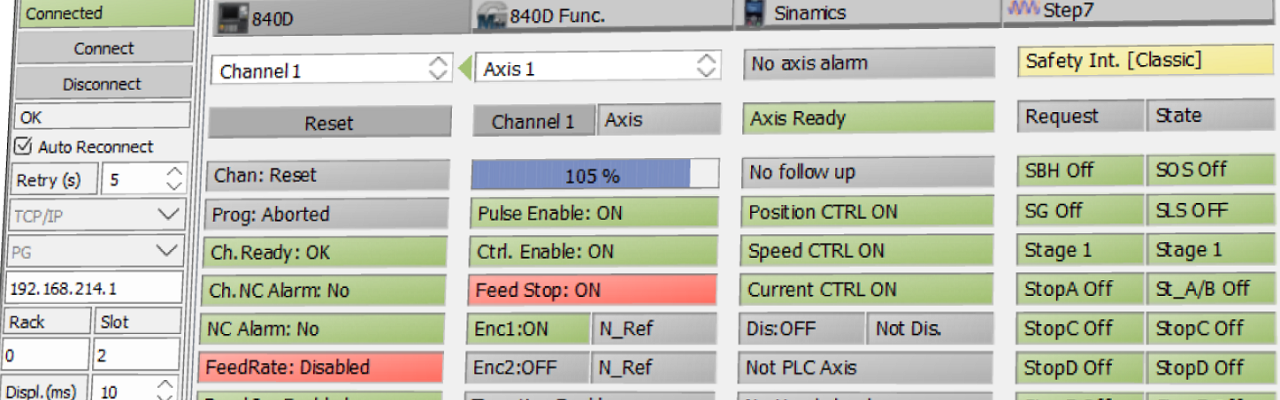 Connected
Connect
Disconnect
OK
Auto Reconnect
Retry (s) 5
TCP/IP
PG
192.168.214.1
Rack Slot
0 2
Displ.(ms) 10
840D 840D Func. Sinamics Step7
Channel 1 Axis 1 No axis alarm Safety Int. [Classic]
Reset Channel 1 Axis Axis Ready Request State
Chan: Reset 105 % No follow up SBH Off SOS Off
Prog: Aborted Pulse Enable: ON Position CTRL ON SG Off SLS OFF
Ch.Ready: OK Ctrl. Enable: ON Speed CTRL ON Stage 1 Stage 1
Ch.NC Alarm: No Feed Stop: ON Current CTRL ON StopA Off St_A/B Off
NC Alarm: No Enc1:ON N_Ref Dis:OFF Not Dis. StopC Off StopC Off
FeedRate: Disabled Enc2:OFF N_Ref Not PLC Axis StopD Off StopD Off